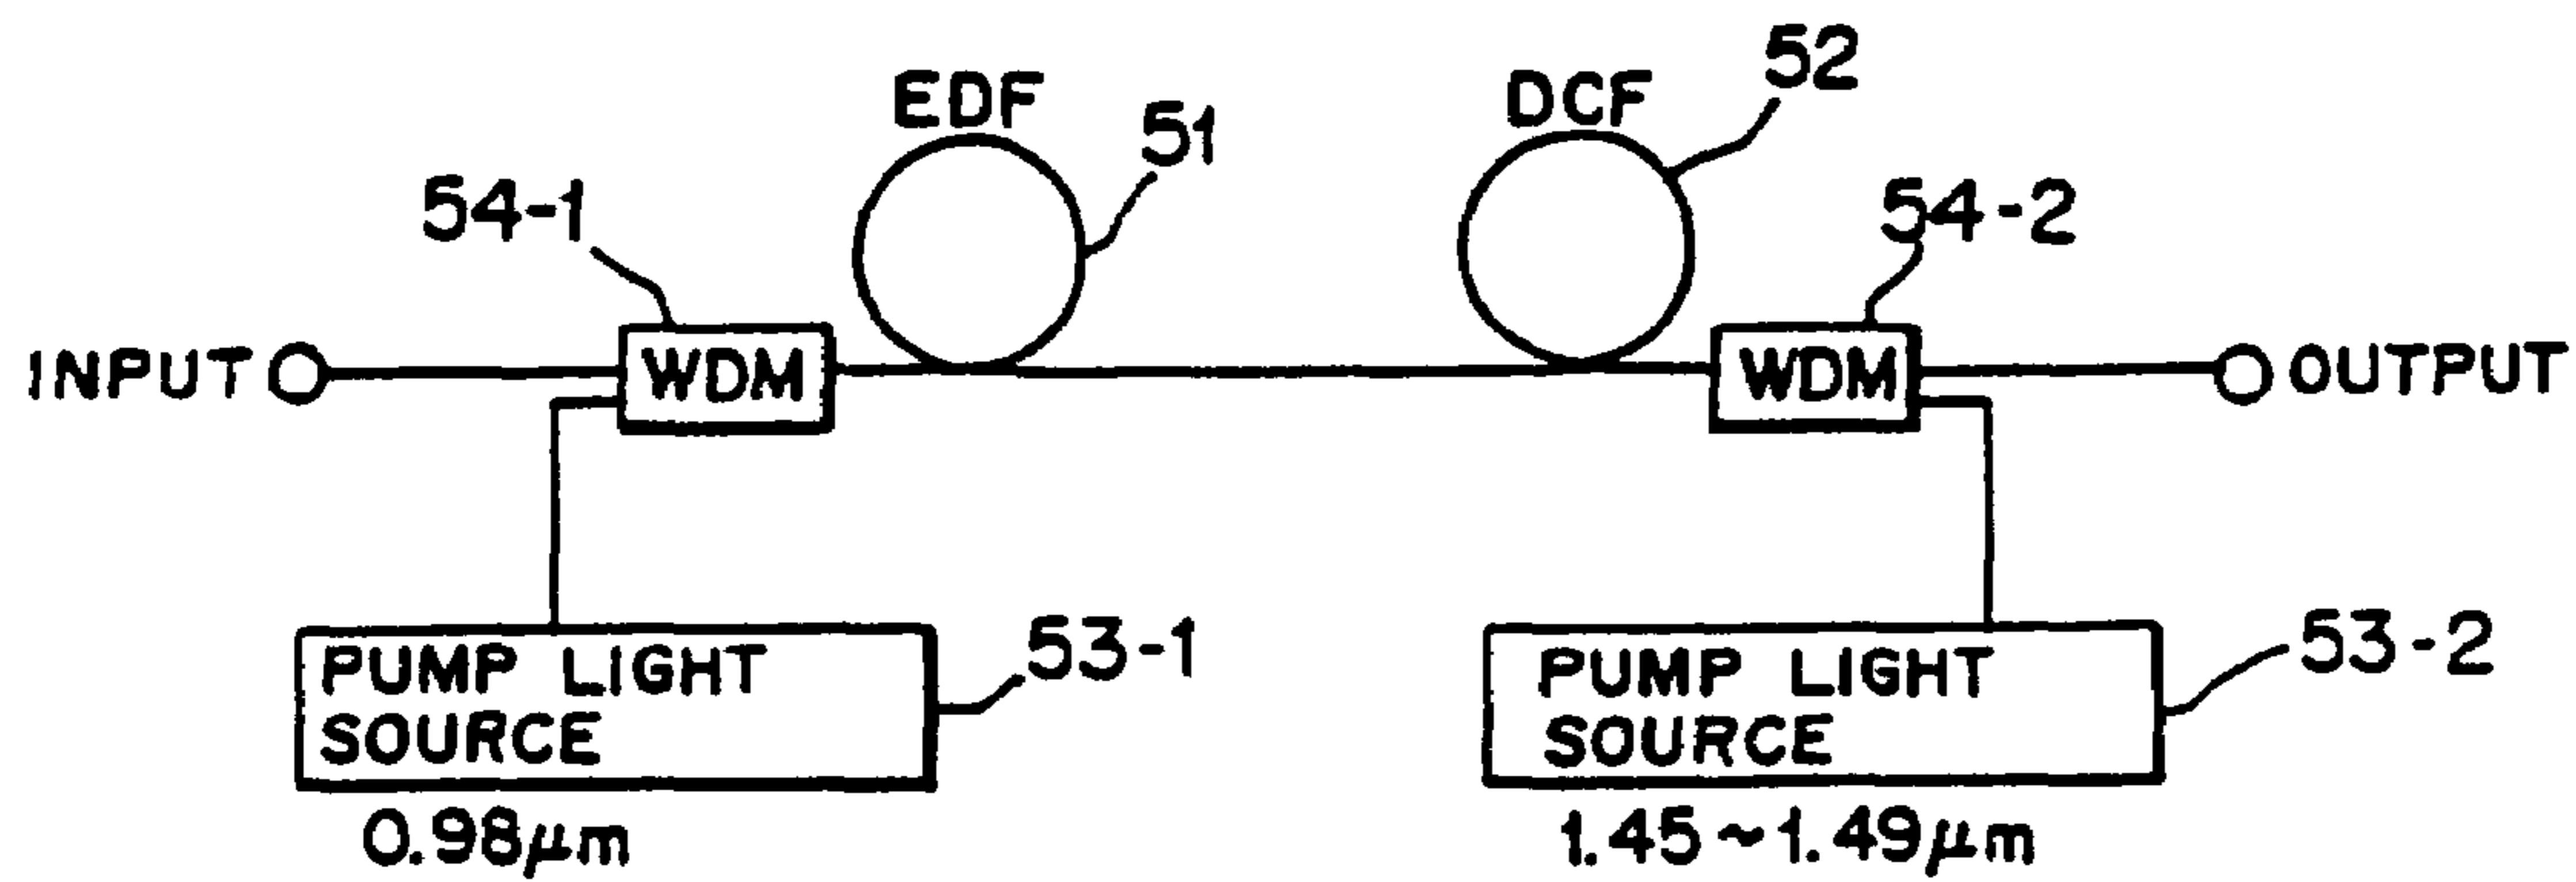 EDF
51
DCF
52
54-1
54-2
INPUT
WDM
WDM
OUTPUT
PUMP LIGHT
SOURCE
53-1
0.98μm
PUMP LIGHT
SOURCE
53-2
1.45~1.49μm